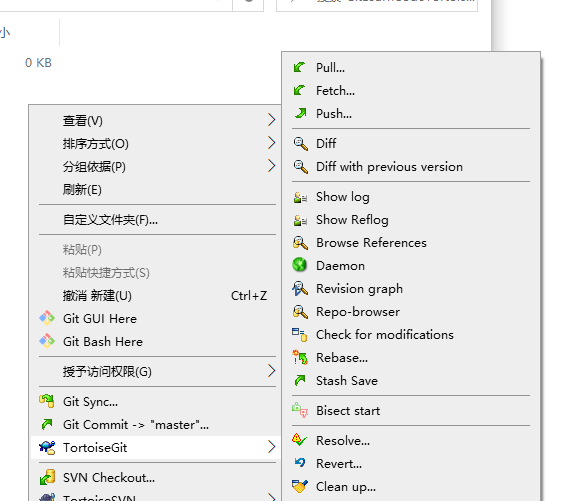 小
0 KB
查看(V)
排序方式(O)
分组依据(P)
刷新(E)
自定义文件夹(F)...
粘贴(P)
粘贴快捷方式(S)
撤消 新建(U) Ctrl+Z
Git GUI Here
Git Bash Here
授予访问权限(G)
Git Sync...
Git Commit -> "master"...
TortoiseGit
SVN Checkout...
TortoiseSVN
Pull...
Fetch...
Push...
Diff
Diff with previous version
Show log
Show Reflog
Browse References
Daemon
Revision graph
Repo-browser
Check for modifications
Rebase...
Stash Save
Bisect start
Resolve...
Revert...
Clean up...